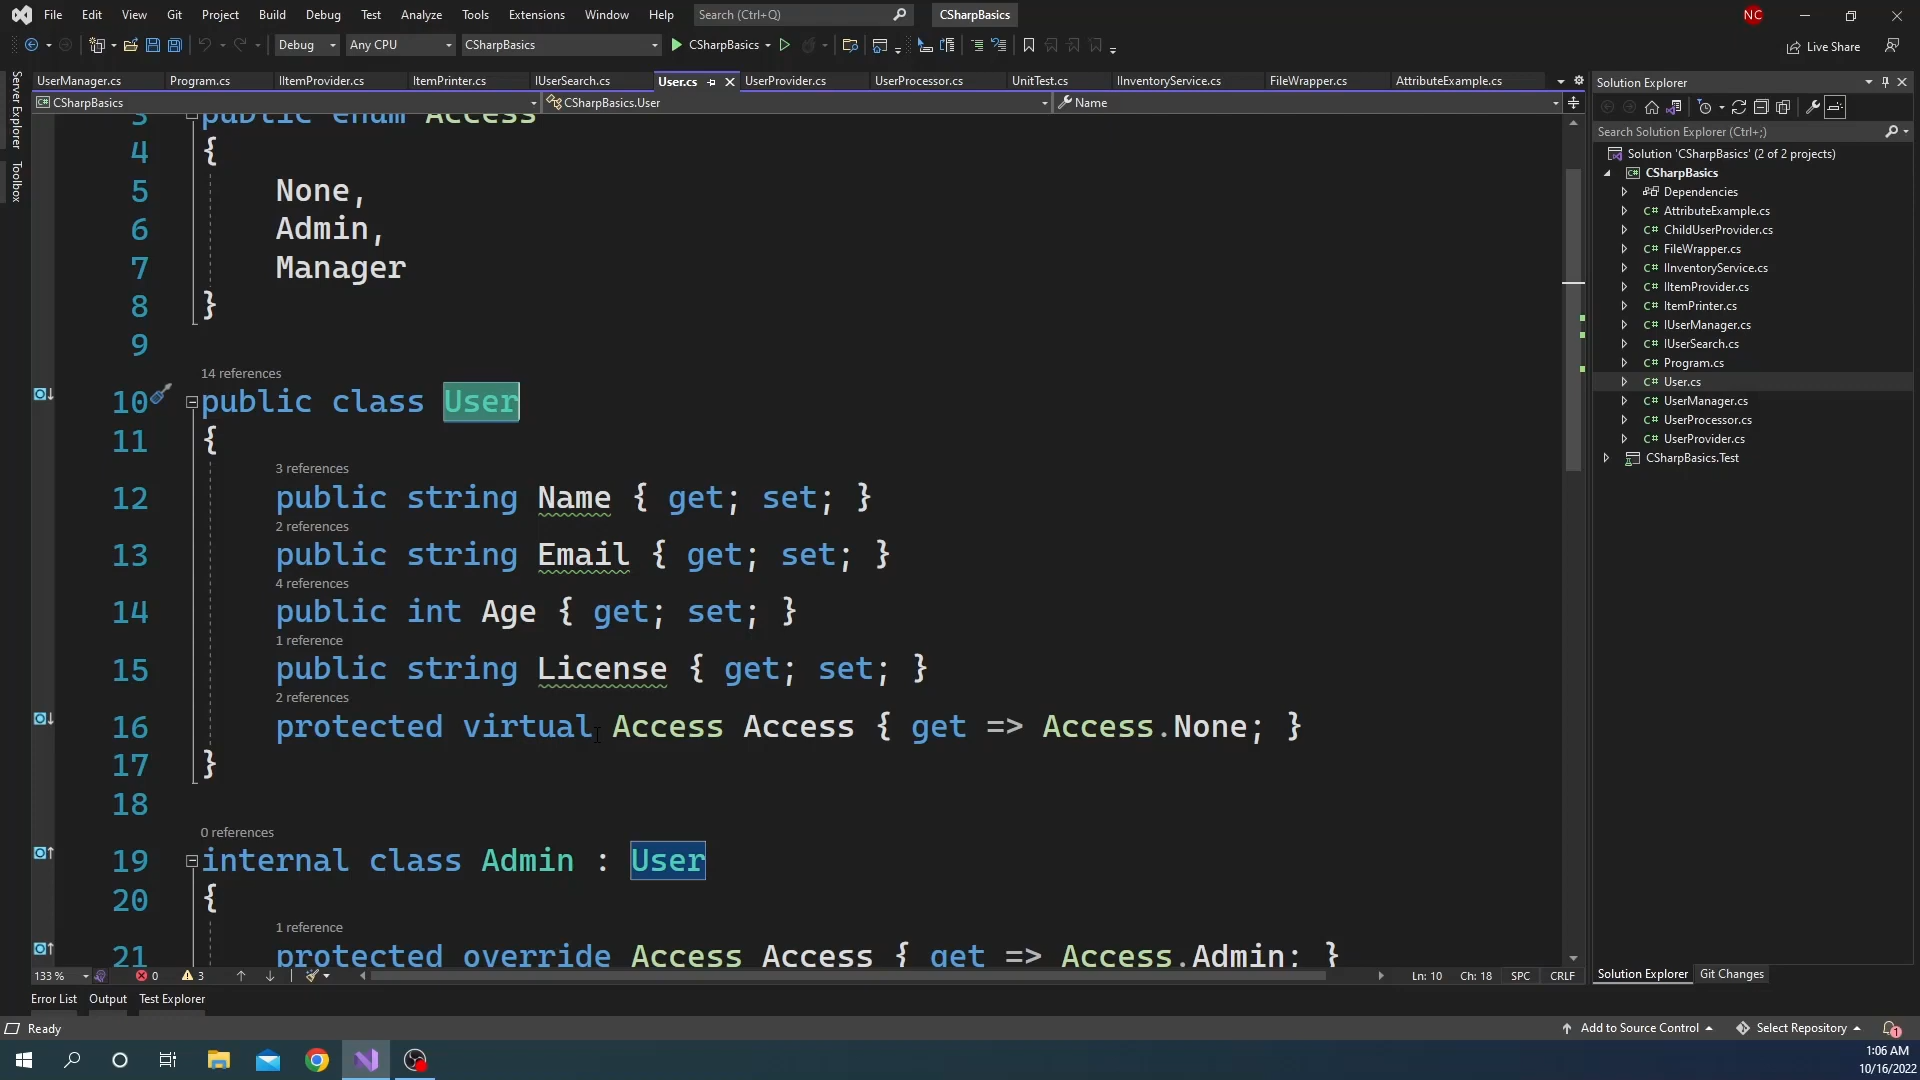 File Edit View Git Project Build Debug Test Analyze Tools Extensions Window Help Search (Ctrl+Q) CSharpBasics NC
Debug Any CPU CSharpBasics CSharpBasics Live Share
UserManager.cs Program.cs IItemProvider.cs ItemPrinter.cs IUserSearch.cs User.cs UserProvider.cs UserProcessor.cs UnitTest.cs IInventoryService.cs FileWrapper.cs AttributeExample.cs
CSharpBasics CSharpBasics.User Name
Server Explorer
Toolbox
3 public enum Access
4 {
5 None,
6 Admin,
7 Manager
8 }
9
14 references
10 public class User
11 {
3 references
12 public string Name { get; set; }
2 references
13 public string Email { get; set; }
4 references
14 public int Age { get; set; }
1 reference
15 public string License { get; set; }
2 references
16 protected virtual Access Access { get => Access.None; }
17 }
18
0 references
19 internal class Admin : User
20 {
1 reference
21 protected override Access Access { get => Access.Admin; }
133 % 0 3 Ln: 10 Ch: 18 SPC CRLF
Error List Output Test Explorer
Solution Explorer
Search Solution Explorer (Ctrl+;)
Solution 'CSharpBasics' (2 of 2 projects)
C# CSharpBasics
Dependencies
C# AttributeExample.cs
C# ChildUserProvider.cs
C# FileWrapper.cs
C# IInventoryService.cs
C# IItemProvider.cs
C# ItemPrinter.cs
C# IUserManager.cs
C# IUserSearch.cs
C# Program.cs
C# User.cs
C# UserManager.cs
C# UserProcessor.cs
C# UserProvider.cs
CSharpBasics.Test
Solution Explorer Git Changes
Ready Add to Source Control Select Repository 1
1:06 AM
10/16/2022